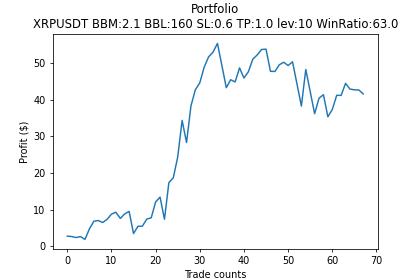 Portfolio
XRPUSDT BBM:2.1 BBL:160 SL:0.6 TP:1.0 lev:10 WinRatio:63.0
50
40
30
20
10
0
Profit ($)
0 10 20 30 40 50 60 70
Trade counts